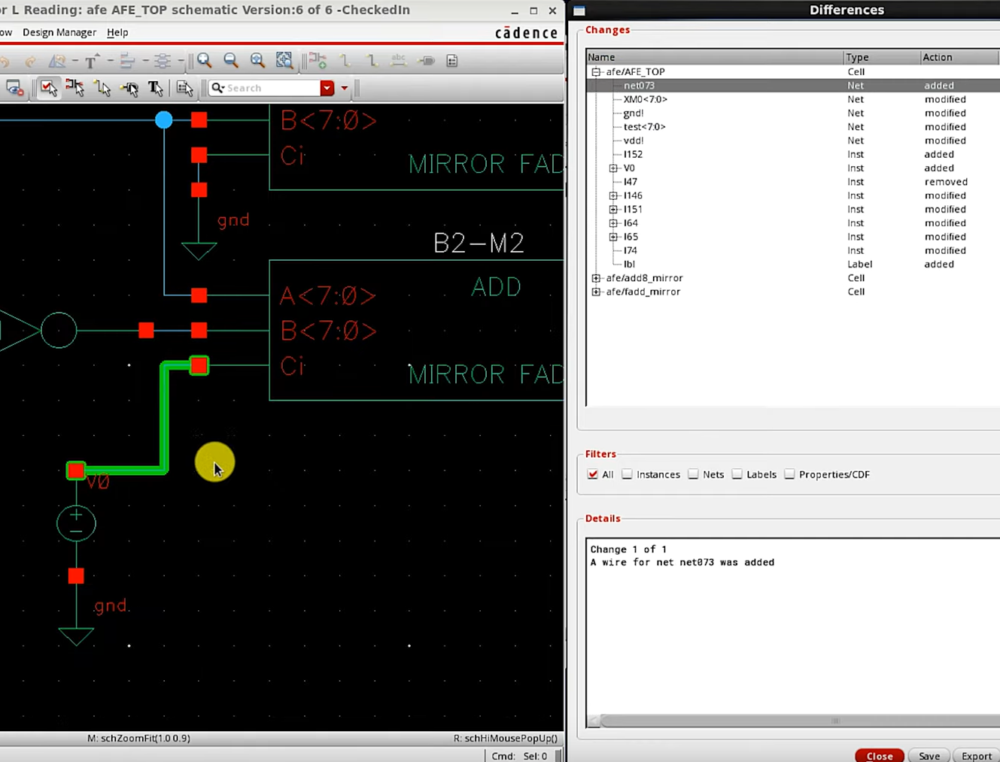 r L Reading: afe AFE_TOP schematic Version:6 of 6 -CheckedIn
ow Design Manager Help
cādence
T
abc
T
Search
B<7:0>
Ci
MIRROR FAD
gnd
B2-M2
ADD
A<7:0>
B<7:0>
Ci
MIRROR FAD
V0
gnd
M: schZoomFit(1.0 0.9) R: schHiMousePopUp()
Cmd: Sel: 0
Differences
Changes
Name Type Action
afe/AFE_TOP Cell
net073 Net added
XM0<7:0> Net modified
gnd! Net modified
test<7:0> Net modified
vdd! Net modified
I152 Inst added
V0 Inst added
I47 Inst removed
I146 Inst modified
I151 Inst modified
I64 Inst modified
I65 Inst modified
I74 Inst modified
lbl Label added
afe/add8_mirror Cell
afe/fadd_mirror Cell
Filters
All Instances Nets Labels Properties/CDF
Details
Change 1 of 1
A wire for net net073 was added
Close Save Export